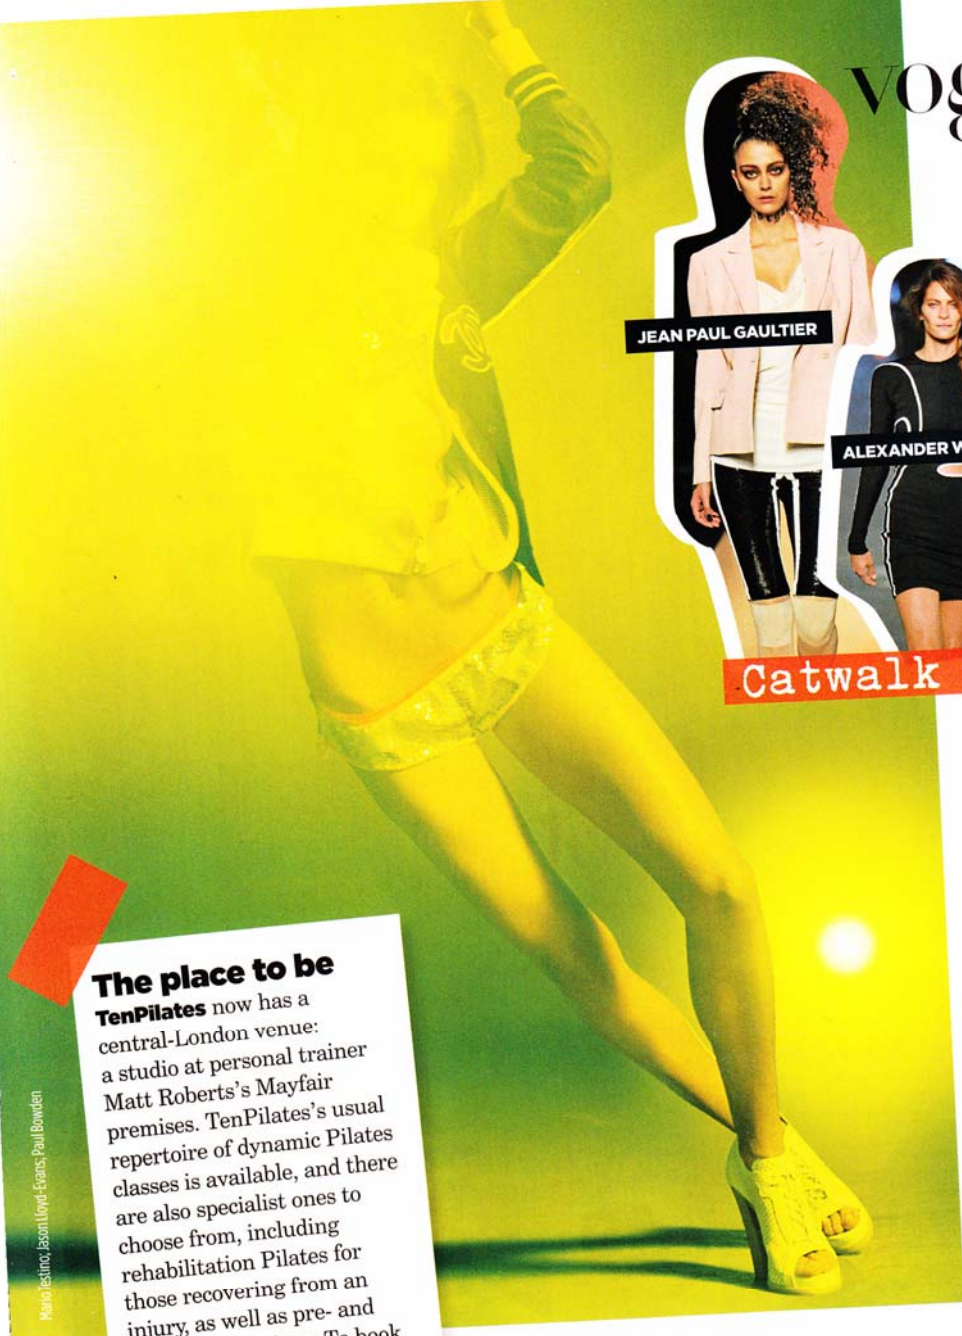 JEAN PAUL GAULTIER
ALEXANDER
Catwalk
The place to be
TenPilates now has a
central-London venue:
a studio at personal trainer
Matt Roberts's Mayfair
premises. TenPilates's usual
repertoire of dynamic Pilates
classes is available, and there
are also specialist ones to
choose from, including
rehabilitation Pilates for
those recovering from an
injury, as well as pre- and
To book
Mario Testino; Jason Lloyd-Evans; Paul Bowden